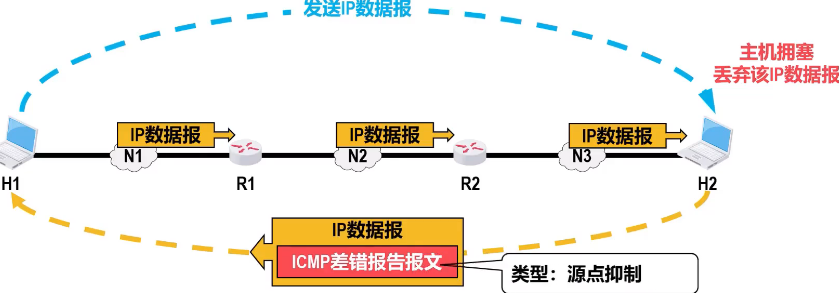 发送IP数据报
主机拥塞
丢弃该IP数据报
IP数据报
IP数据报
IP数据报
N1
N2
N3
H1
R1
R2
H2
IP数据报
ICMP差错报告报文
类型：源点抑制